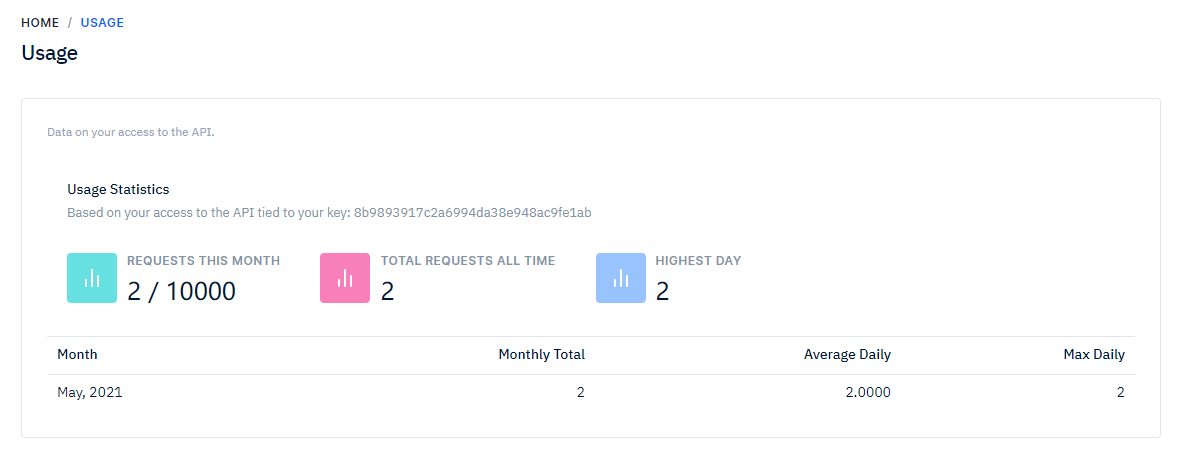 HOME / USAGE
Usage
Data on your access to the API.
Usage Statistics
Based on your access to the API tied to your key: 8b9893917c2a6994da38e948ac9fe1ab
REQUESTS THIS MONTH
2 / 10000
TOTAL REQUESTS ALL TIME
2
HIGHEST DAY
2
Month Monthly Total Average Daily Max Daily
May, 2021 2 2.0000 2